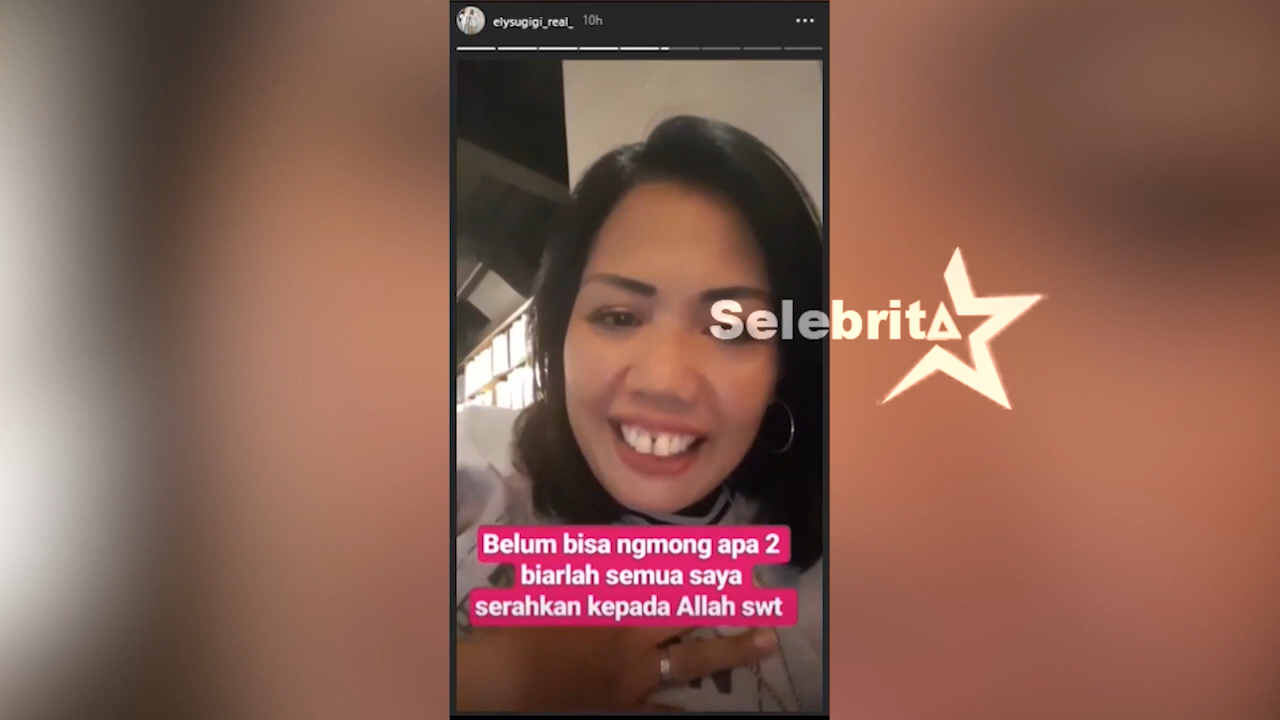 elysugigi_real_ 10h
Selebrita
Belum bisa ngmong apa 2
biarlah semua saya
serahkan kepada Allah swt